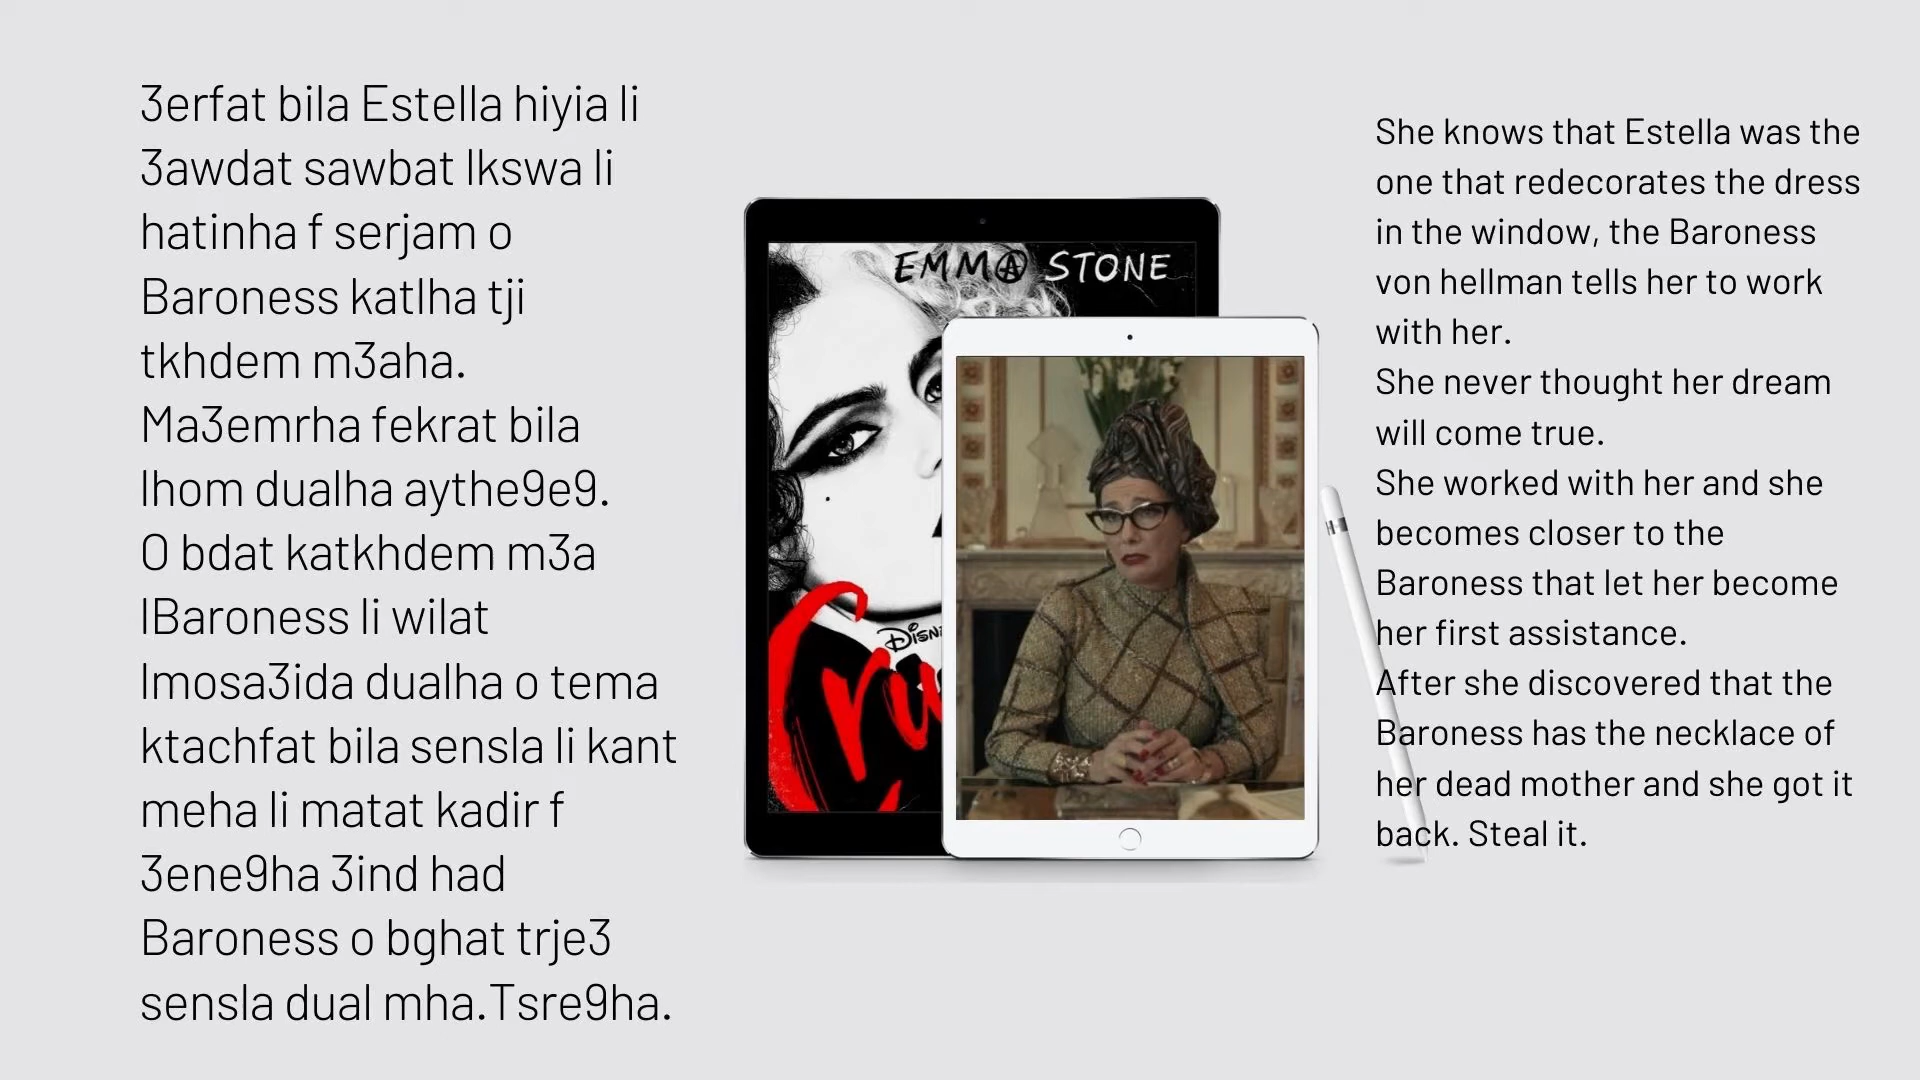 3erfat bila Estella hiyia li
3awdat sawbat lkswa li
hatinha f serjam o
Baroness katlha tji
tkhdem m3aha.
Ma3emrha fekrat bila
lhom dualha aythe9e9.
O bdat katkhdem m3a
lBaroness li wilat
lmosa3ida dualha o tema
ktachfat bila sensla li kant
meha li matat kadir f
3ene9ha 3ind had
Baroness o bghat trje3
sensla dual mha.Tsre9ha.
EMMA STONE
She knows that Estella was the
one that redecorates the dress
in the window, the Baroness
von hellman tells her to work
with her.
She never thought her dream
will come true.
She worked with her and she
becomes closer to the
Baroness that let her become
her first assistance.
After she discovered that the
Baroness has the necklace of
her dead mother and she got it
back. Steal it.